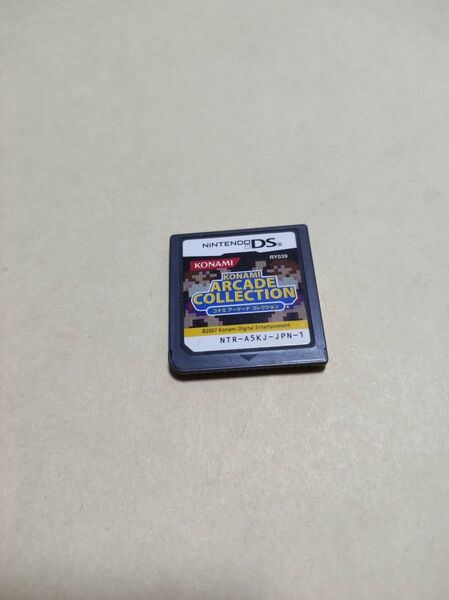 NINTENDO DS
KONAMI
RY039
KONAMI
ARCADE
COLLECTION
コナミ アーケード コレクション
©2007 Konami Digital Entertainment
NTR-A5KJ-JPN-1